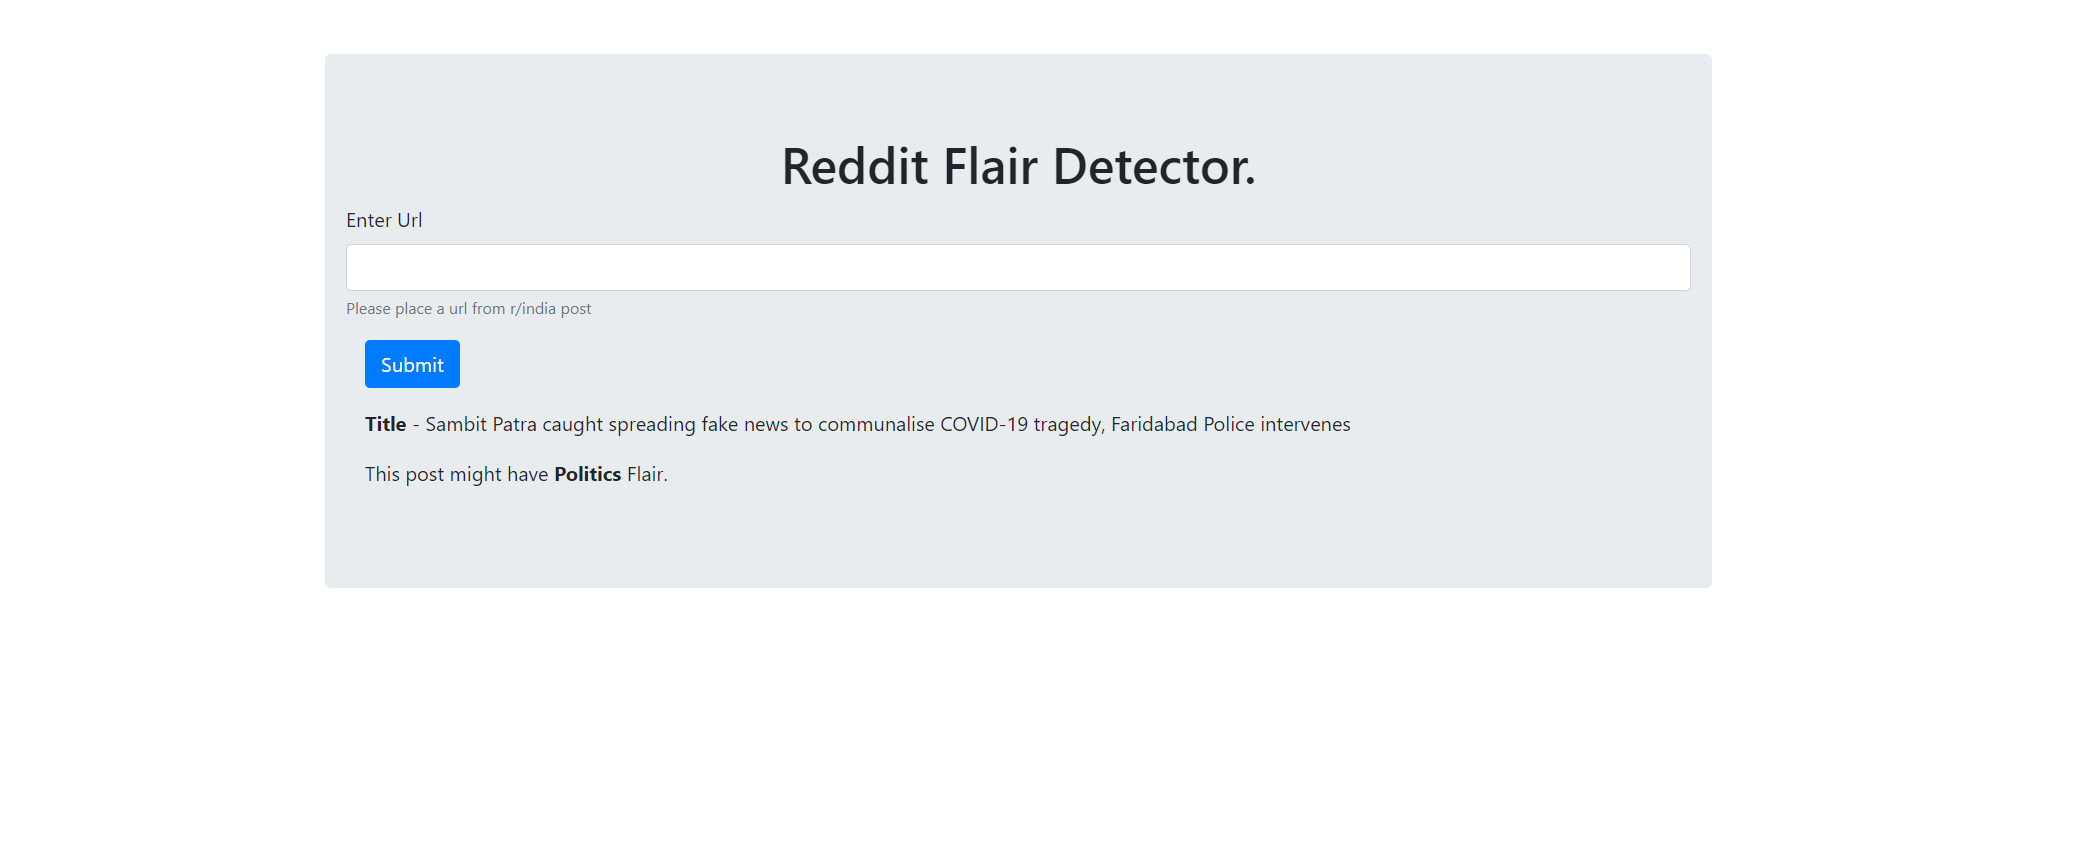 Reddit Flair Detector.
Enter Url
Please place a url from r/india post
Submit
Title - Sambit Patra caught spreading fake news to communalise COVID-19 tragedy, Faridabad Police intervenes
This post might have Politics Flair.